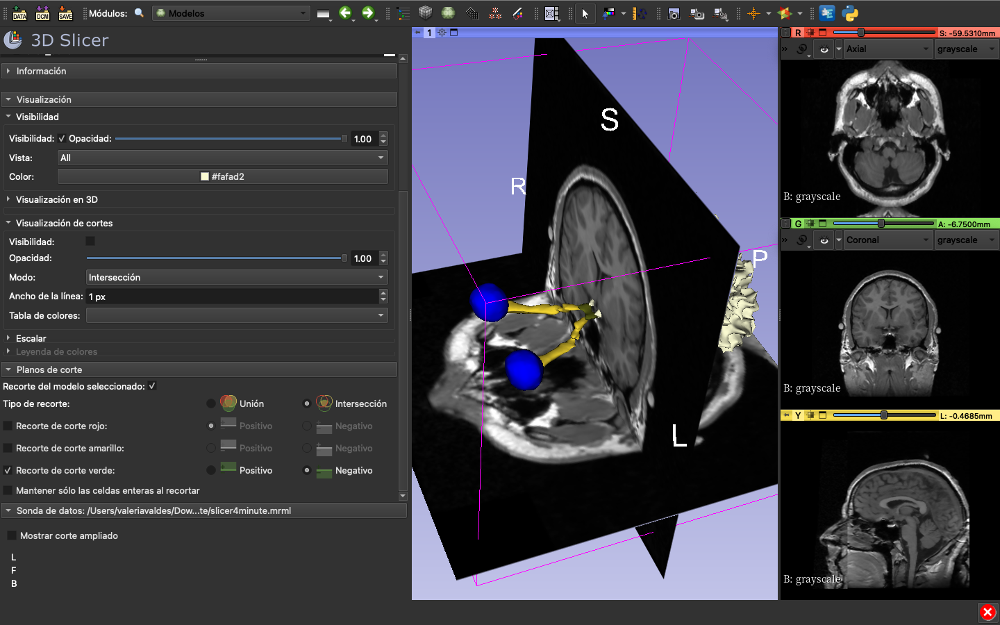 DATA
DCM
SAVE
Módulos:
Modelos
3D Slicer
Información
Visualización
Visibilidad
Visibilidad: Opacidad: 1.00
Vista: All
Color: #fafad2
Visualización en 3D
Visualización de cortes
Visibilidad:
Opacidad: 1.00
Modo: Intersección
Ancho de la línea: 1 px
Tabla de colores:
Escalar
Leyenda de colores
Planos de corte
Recorte del modelo seleccionado:
Tipo de recorte: Unión Intersección
Recorte de corte rojo: Positivo Negativo
Recorte de corte amarillo: Positivo Negativo
Recorte de corte verde: Positivo Negativo
Mantener sólo las celdas enteras al recortar
Sonda de datos: /Users/valeriavaldes/Dow...te/slicer4minute.mrml
Mostrar corte ampliado
L
F
B
1
S
R
P
L
R S: -59.5310mm
Axial grayscale
B: grayscale
G A: -6.7500mm
Coronal grayscale
B: grayscale
Y L: -0.4685mm
B: grayscale